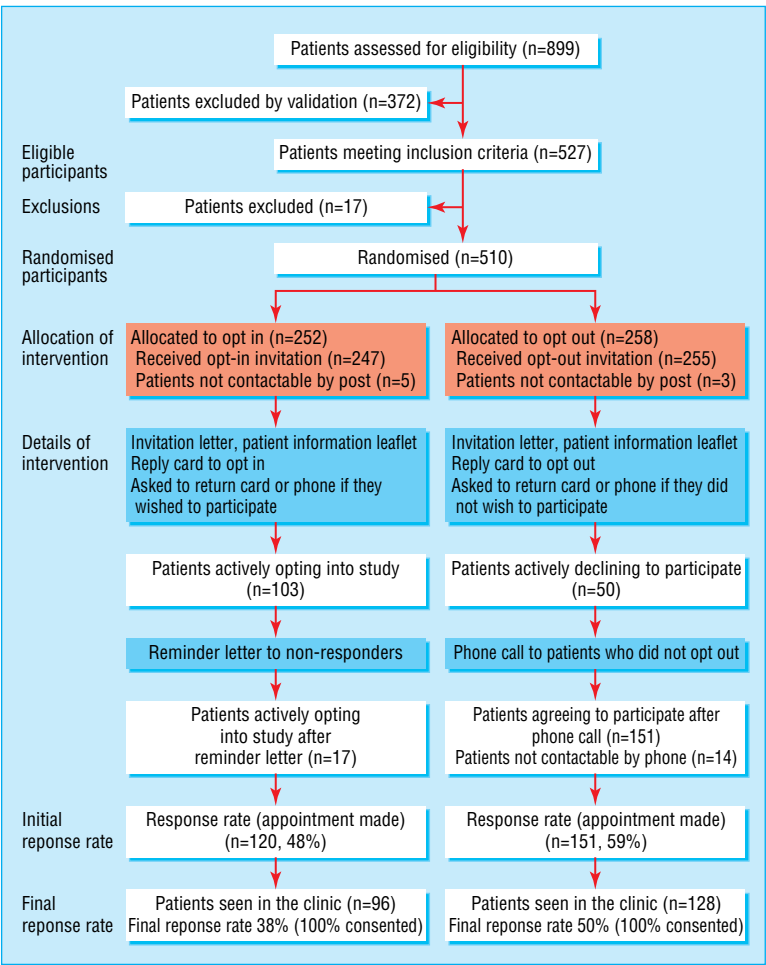 Patients assessed for eligibility (n=899)
Patients excluded by validation (n=372)
Eligible
participants
Patients meeting inclusion criteria (n=527)
Exclusions
Patients excluded (n=17)
Randomised
participants
Randomised (n=510)
Allocation of
intervention
Allocated to opt in (n=252)
Received opt-in invitation (n=247)
Patients not contactable by post (n=5)
Allocated to opt out (n=258)
Received opt-out invitation (n=255)
Patients not contactable by post (n=3)
Details of
intervention
Invitation letter, patient information leaflet
Reply card to opt in
Asked to return card or phone if they
wished to participate
Invitation letter, patient information leaflet
Reply card to opt out
Asked to return card or phone if they did
not wish to participate
Patients actively opting into study
(n=103)
Patients actively declining to participate
(n=50)
Reminder letter to non-responders
Phone call to patients who did not opt out
Patients actively opting
into study after
reminder letter (n=17)
Patients agreeing to participate after
phone call (n=151)
Patients not contactable by phone (n=14)
Initial
reponse rate
Response rate (appointment made)
(n=120, 48%)
Response rate (appointment made)
(n=151, 59%)
Final
reponse rate
Patients seen in the clinic (n=96)
Final reponse rate 38% (100% consented)
Patients seen in the clinic (n=128)
Final reponse rate 50% (100% consented)